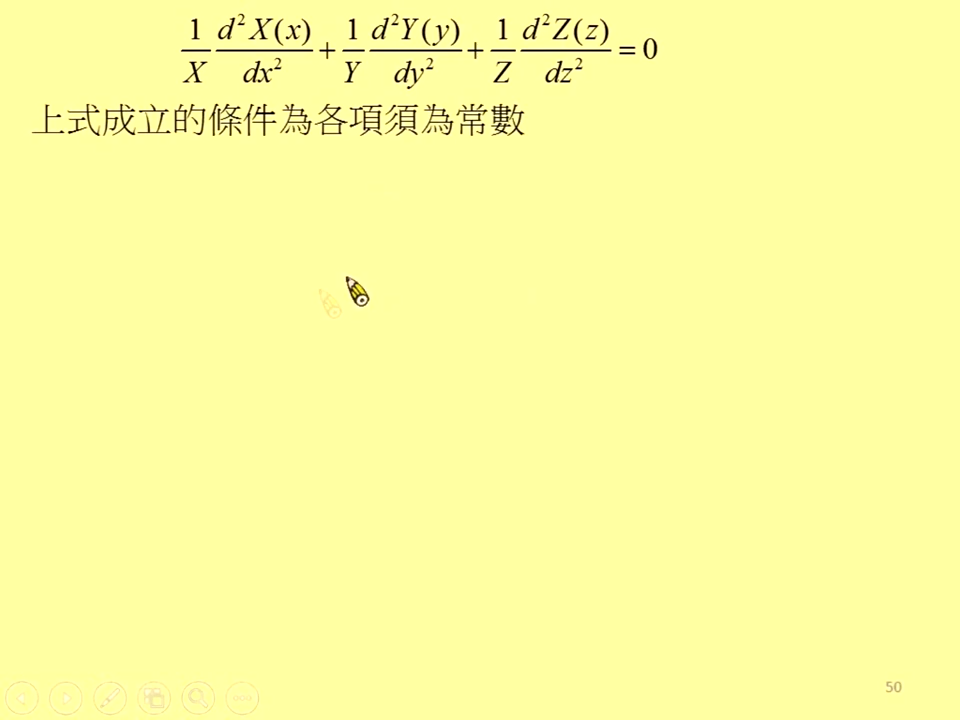 1/X d²X(x)/dx² + 1/Y d²Y(y)/dy² + 1/Z d²Z(z)/dz² = 0
上式成立的條件為各項須為常數
50